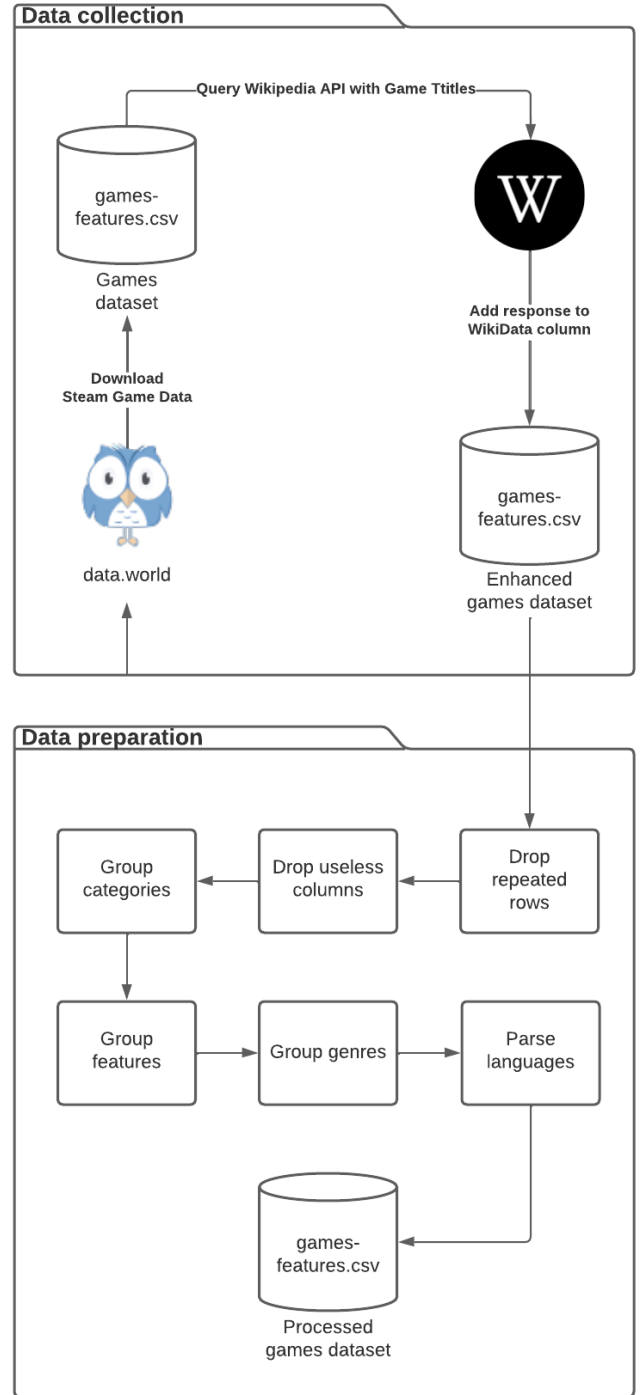 Data collection
Query Wikipedia API with Game Ttitles
games-
features.csv
Games
dataset
W
Download
Steam Game Data
data.world
Add response to
WikiData column
games-
features.csv
Enhanced
games dataset
Data preparation
Drop
repeated
rows
Drop useless
columns
Group
categories
Group
features
Group genres
Parse
languages
games-
features.csv
Processed
games dataset